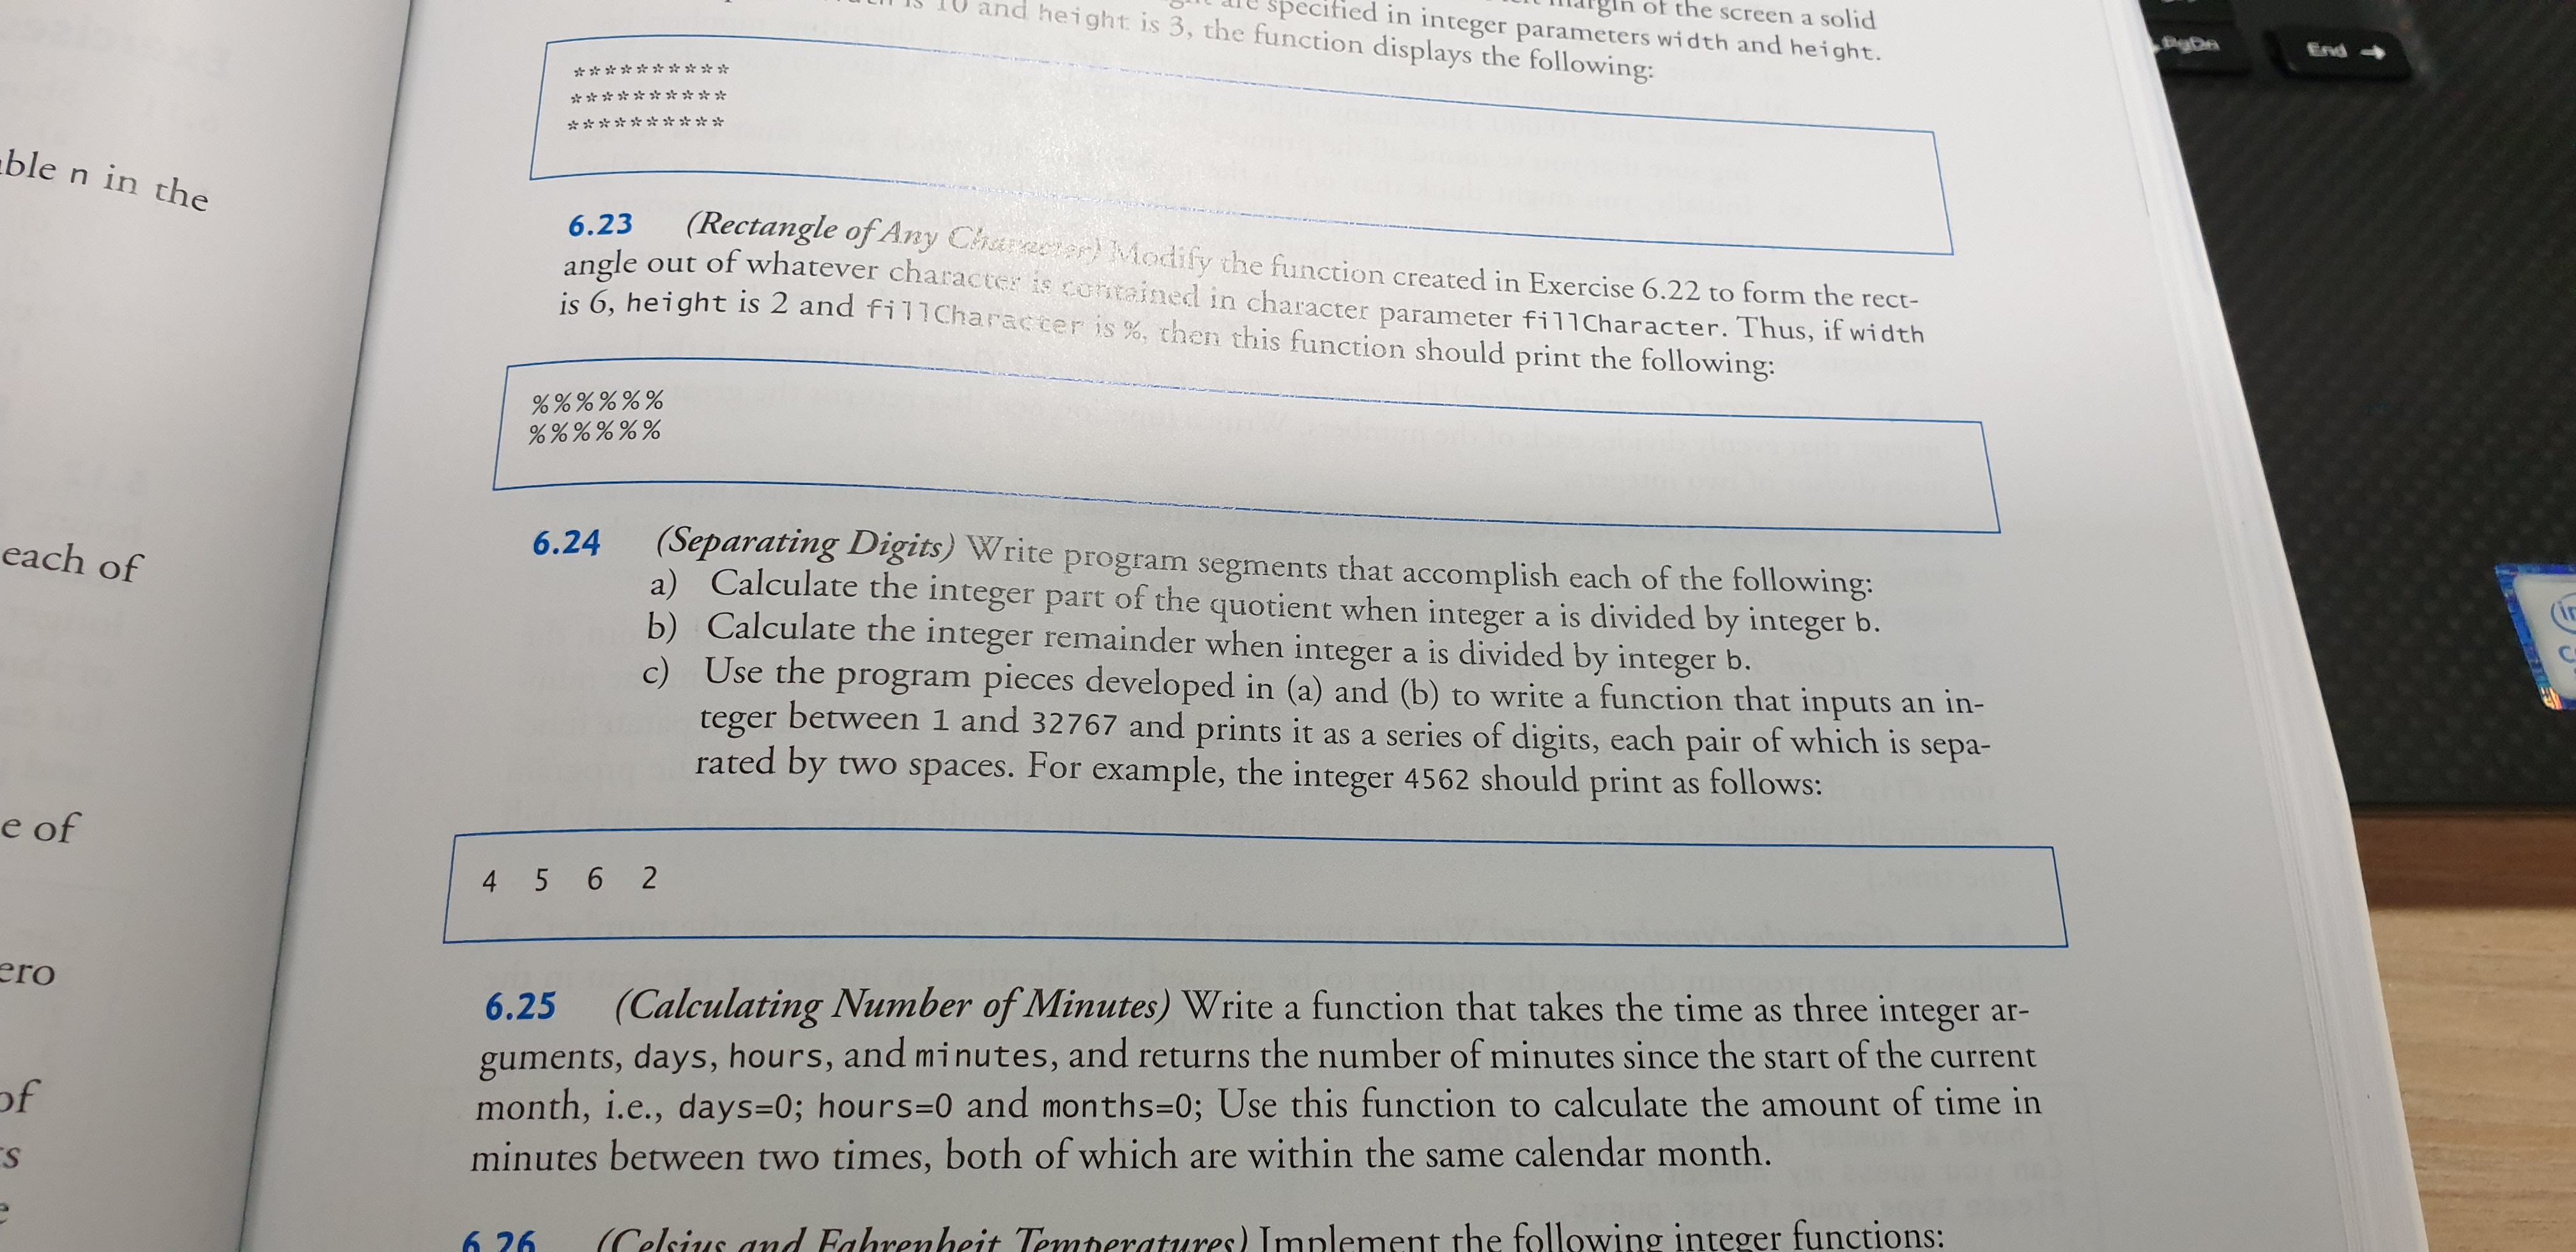 is 10 and height is 3, the function displays the following:
are specified in integer parameters width and height.
margin of the screen a solid
**********
**********
**********
6.23 (Rectangle of Any Character) Modify the function created in Exercise 6.22 to form the rect-
angle out of whatever character is contained in character parameter fillCharacter. Thus, if width
is 6, height is 2 and fillCharacter is %, then this function should print the following:
%%%%%%
%%%%%%
6.24 (Separating Digits) Write program segments that accomplish each of the following:
a) Calculate the integer part of the quotient when integer a is divided by integer b.
b) Calculate the integer remainder when integer a is divided by integer b.
c) Use the program pieces developed in (a) and (b) to write a function that inputs an in-
teger between 1 and 32767 and prints it as a series of digits, each pair of which is sepa-
rated by two spaces. For example, the integer 4562 should print as follows:
4 5 6 2
6.25 (Calculating Number of Minutes) Write a function that takes the time as three integer ar-
guments, days, hours, and minutes, and returns the number of minutes since the start of the current
month, i.e., days=0; hours=0 and months=0; Use this function to calculate the amount of time in
minutes between two times, both of which are within the same calendar month.
6.26 (Celsius and Fahrenheit Temperatures) Implement the following integer functions:
n in the
each of
e of
of
PgDn
End →